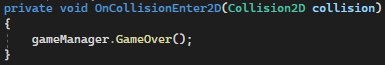 private void OnCollisionEnter2D(Collision2D collision)
{
gameManager.GameOver();
}